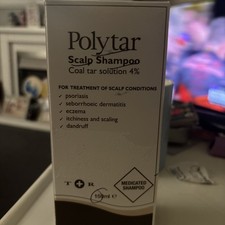 Polytar
Scalp Shampoo
Coal tar solution 4%
FOR TREATMENT OF SCALP CONDITIONS
✓ psoriasis
✓ seborrhoeic dermatitis
✓ eczema
✓ itchiness and scaling
✓ dandruff
T + R
MEDICATED
SHAMPOO
150ml e